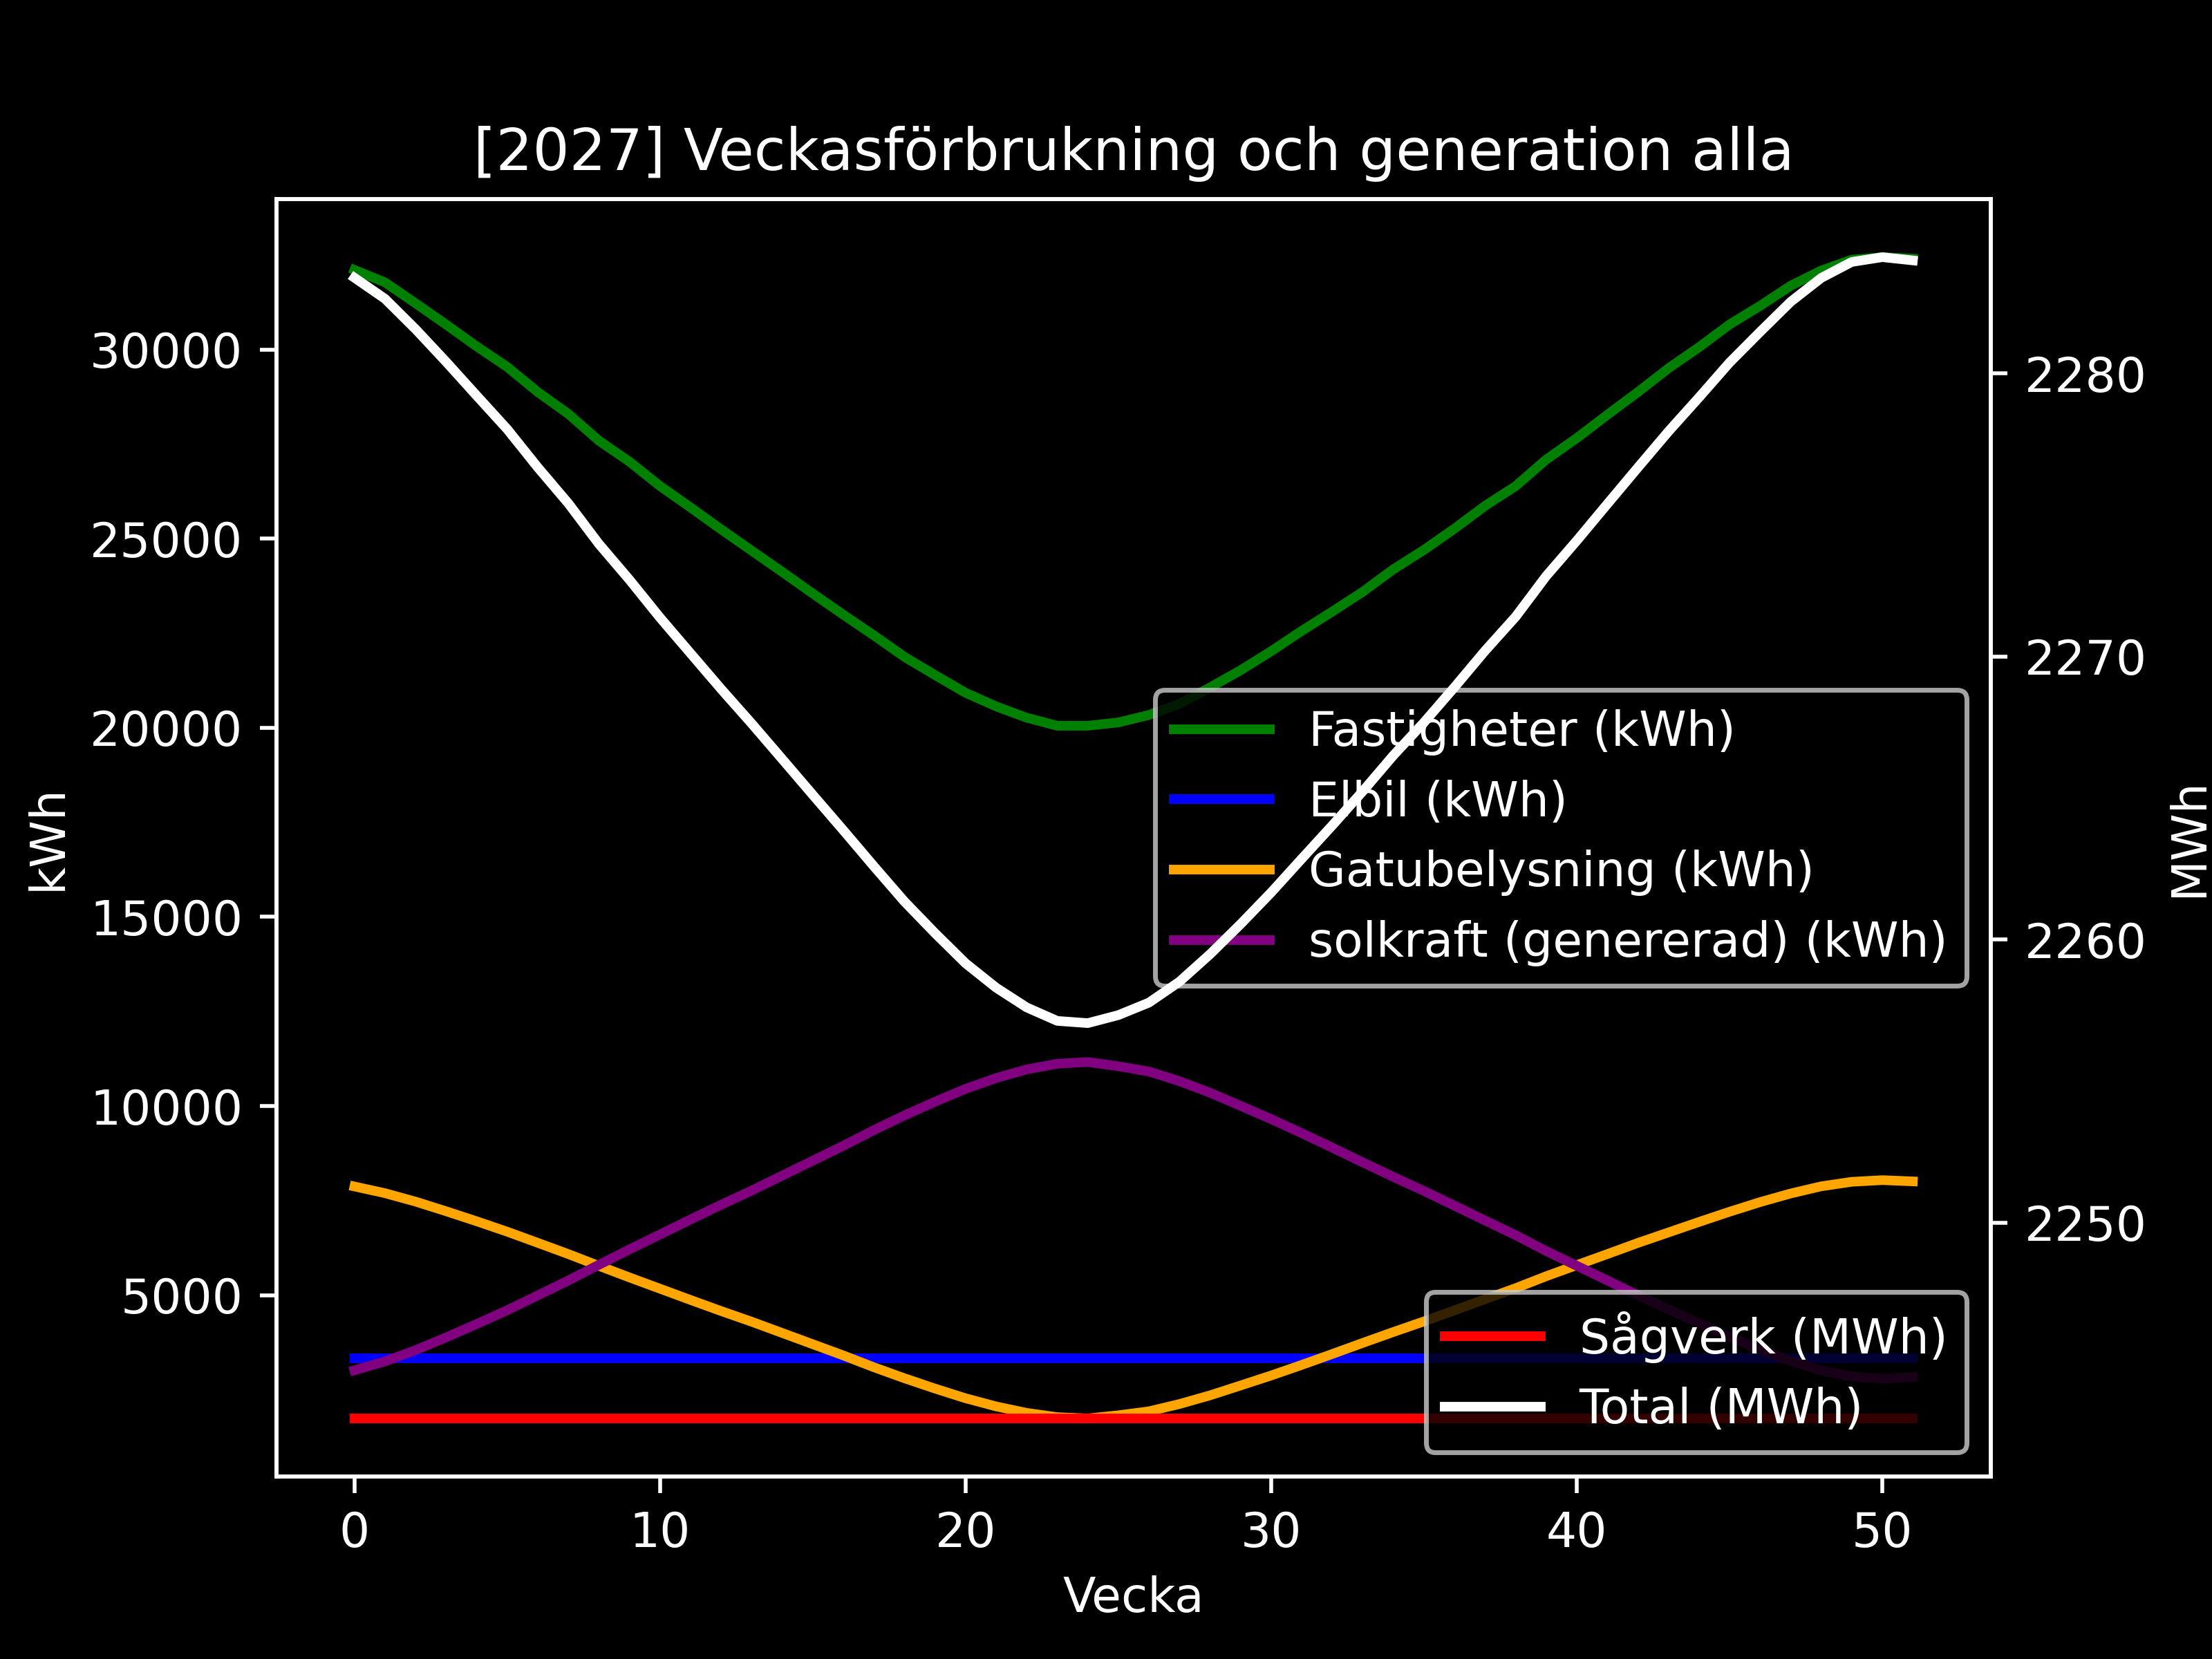 [2027] Veckasförbrukning och generation alla
30000
25000
20000
15000
10000
5000
kWh
2280
2270
2260
2250
MWh
Fastigheter (kWh)
Elbil (kWh)
Gatubelysning (kWh)
solkraft (genererad) (kWh)
Sågverk (MWh)
Total (MWh)
0 10 20 30 40 50
Vecka